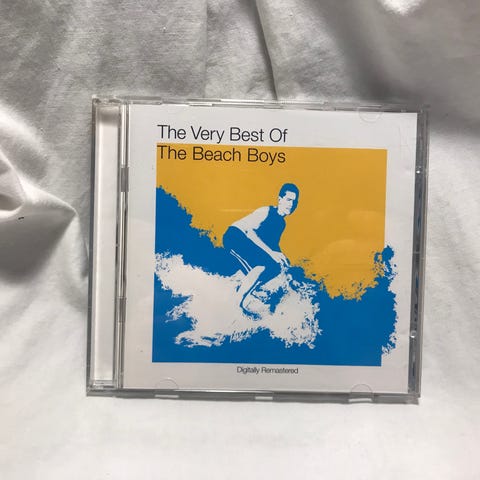 The Very Best Of
The Beach Boys
Digitally Remastered